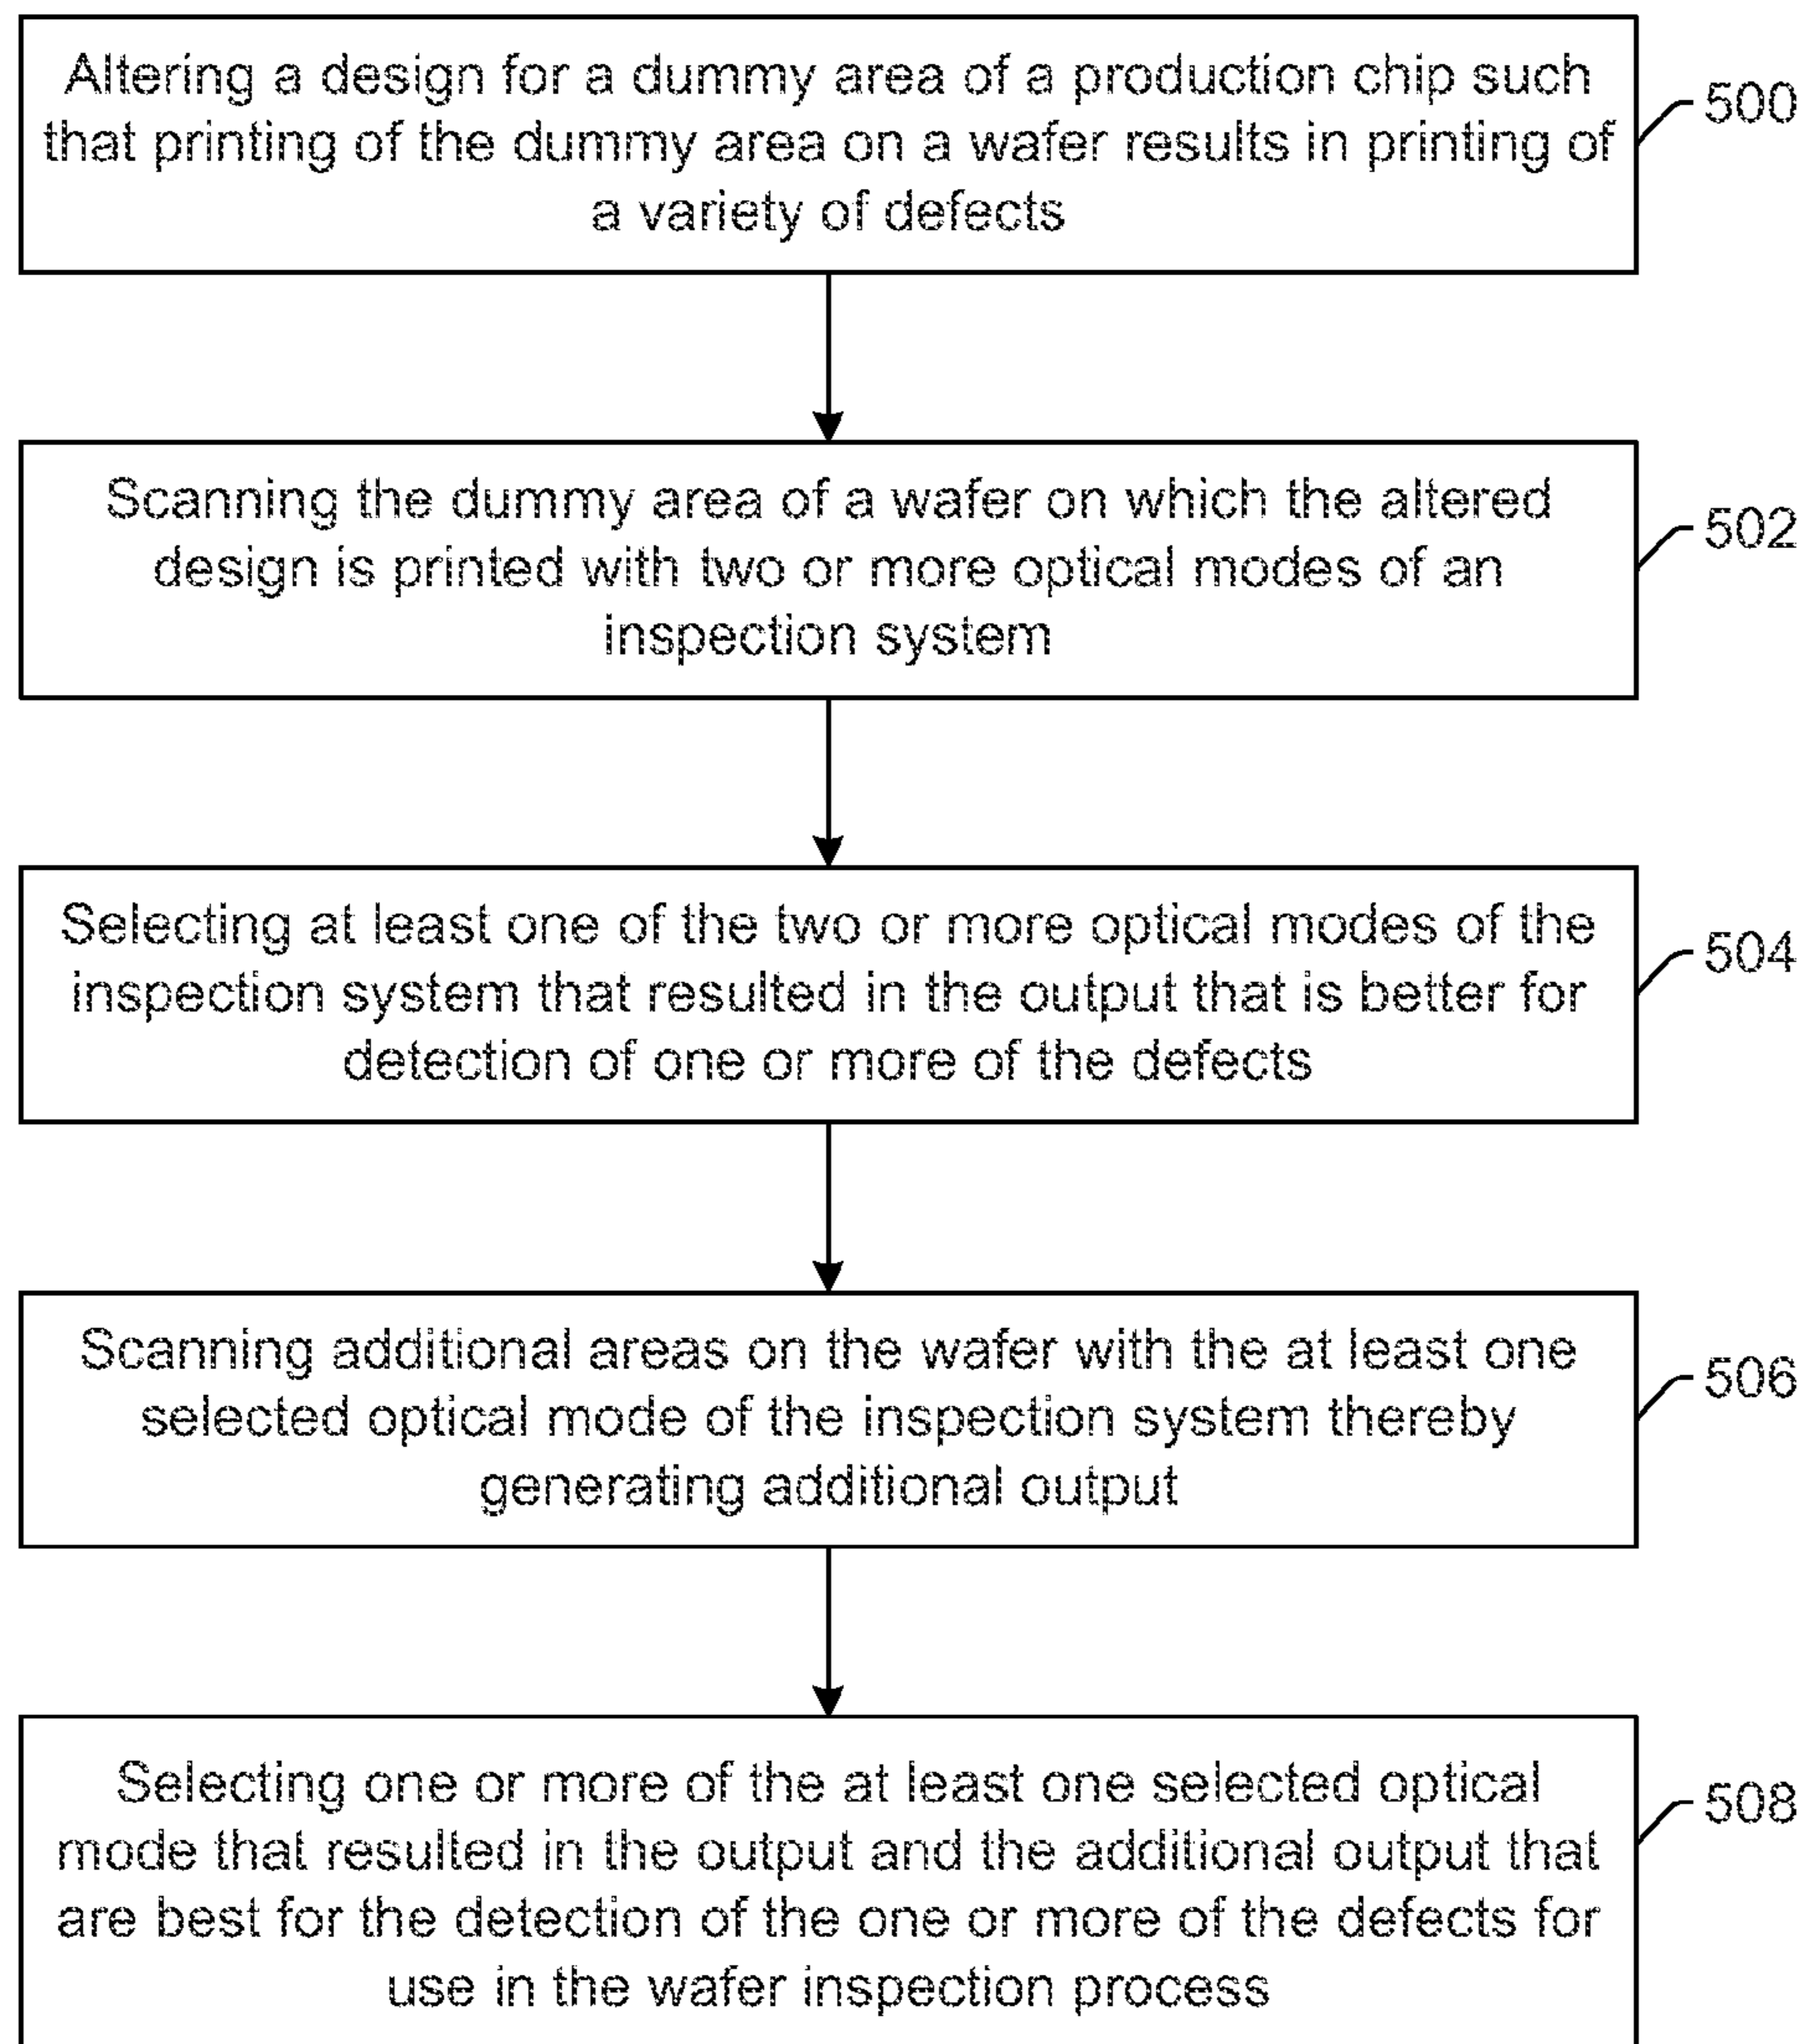 Altering a design for a dummy area of a production chip such
that printing of the dummy area on a wafer results in printing of
a variety of defects
500
Scanning the dummy area of a wafer on which the altered
design is printed with two or more optical modes of an
inspection system
502
Selecting at least one of the two or more optical modes of the
inspection system that resulted in the output that is better for
detection of one or more of the defects
504
Scanning additional areas on the wafer with the at least one
selected optical mode of the inspection system thereby
generating additional output
506
Selecting one or more of the at least one selected optical
mode that resulted in the output and the additional output that
are best for the detection of the one or more of the defects for
use in the wafer inspection process
508